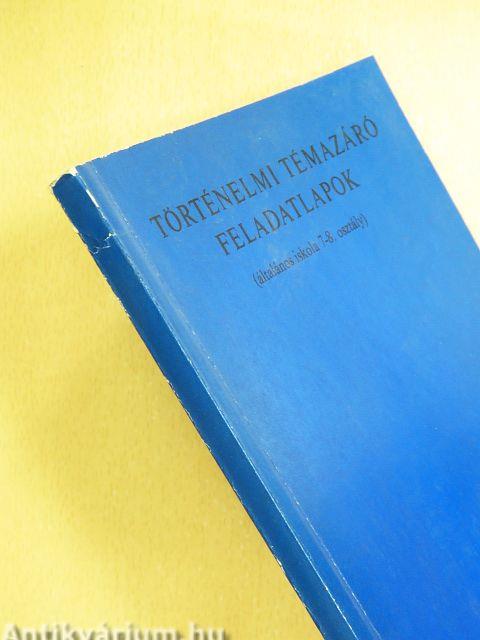 TÖRTÉNELMI TÉMAZÁRÓ
FELADATLAPOK
(általános iskola 7-8. osztály)
Antikvárium.hu